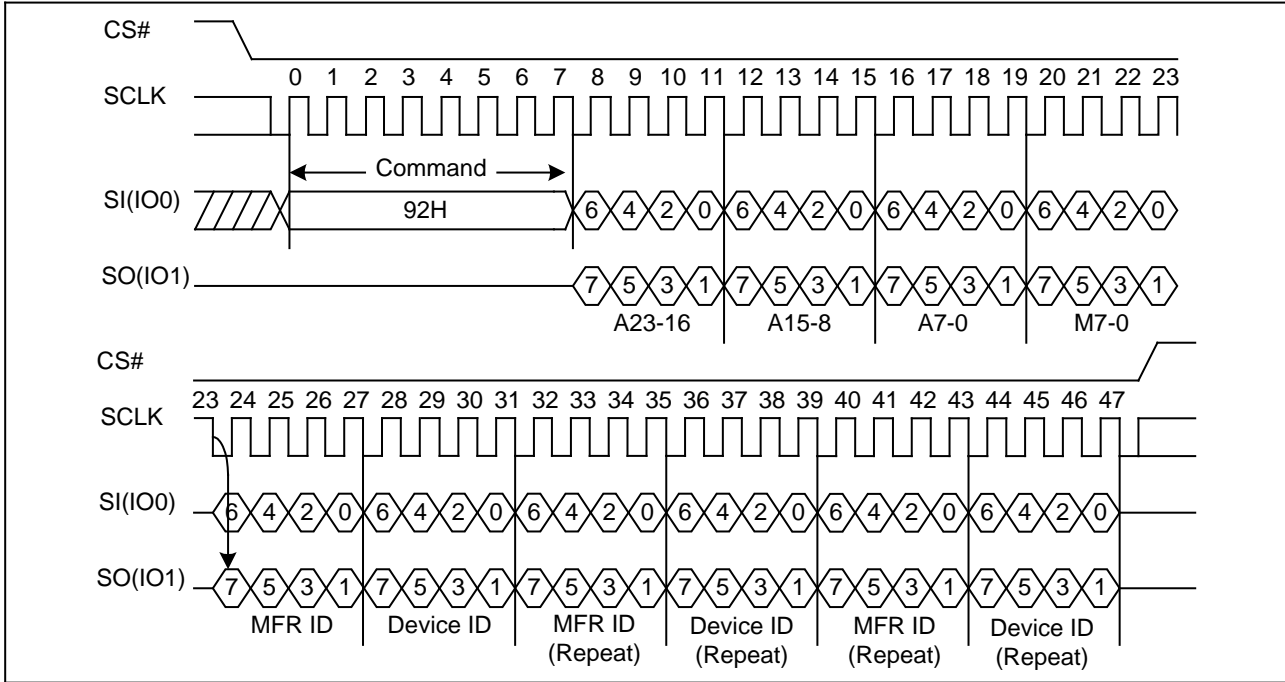 CS#
0 1 2 3 4 5 6 7 8 9 10 11 12 13 14 15 16 17 18 19 20 21 22 23
SCLK
Command
SI(IO0)
92H
6 4 2 0 6 4 2 0 6 4 2 0 6 4 2 0
SO(IO1)
7 5 3 1 7 5 3 1 7 5 3 1 7 5 3 1
A23-16 A15-8 A7-0 M7-0
CS#
23 24 25 26 27 28 29 30 31 32 33 34 35 36 37 38 39 40 41 42 43 44 45 46 47
SCLK
SI(IO0)
6 4 2 0 6 4 2 0 6 4 2 0 6 4 2 0 6 4 2 0 6 4 2 0
SO(IO1)
7 5 3 1 7 5 3 1 7 5 3 1 7 5 3 1 7 5 3 1 7 5 3 1
MFR ID Device ID MFR ID Device ID MFR ID Device ID
(Repeat) (Repeat) (Repeat) (Repeat)